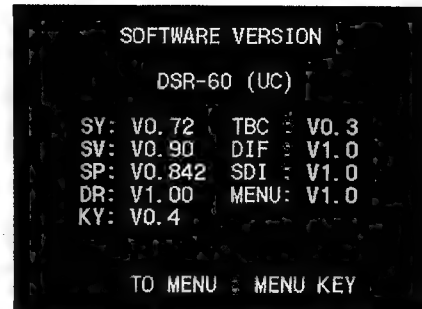 SOFTWARE VERSION
DSR-60 (UC)
SY: V0.72 TBC : V0.3
SV: V0.90 DIF : V1.0
SP: V0.842 SDI : V1.0
DR: V1.00 MENU: V1.0
KY: V0.4
TO MENU : MENU KEY